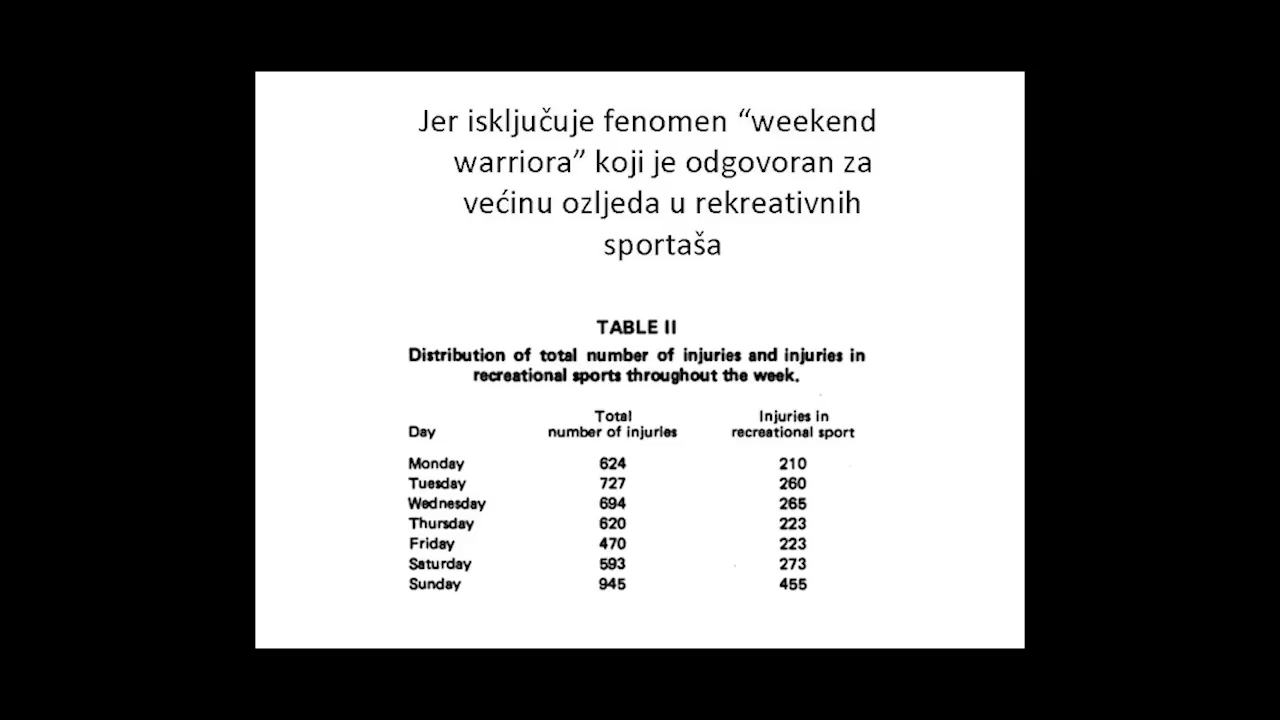 Jer isključuje fenomen “weekend
warriora” koji je odgovoran za
većinu ozljeda u rekreativnih
sportaša
TABLE II
Distribution of total number of injuries and injuries in
recreational sports throughout the week.
Total Injuries in
Day number of injuries recreational sport
Monday 624 210
Tuesday 727 260
Wednesday 694 265
Thursday 620 223
Friday 470 223
Saturday 593 273
Sunday 945 455